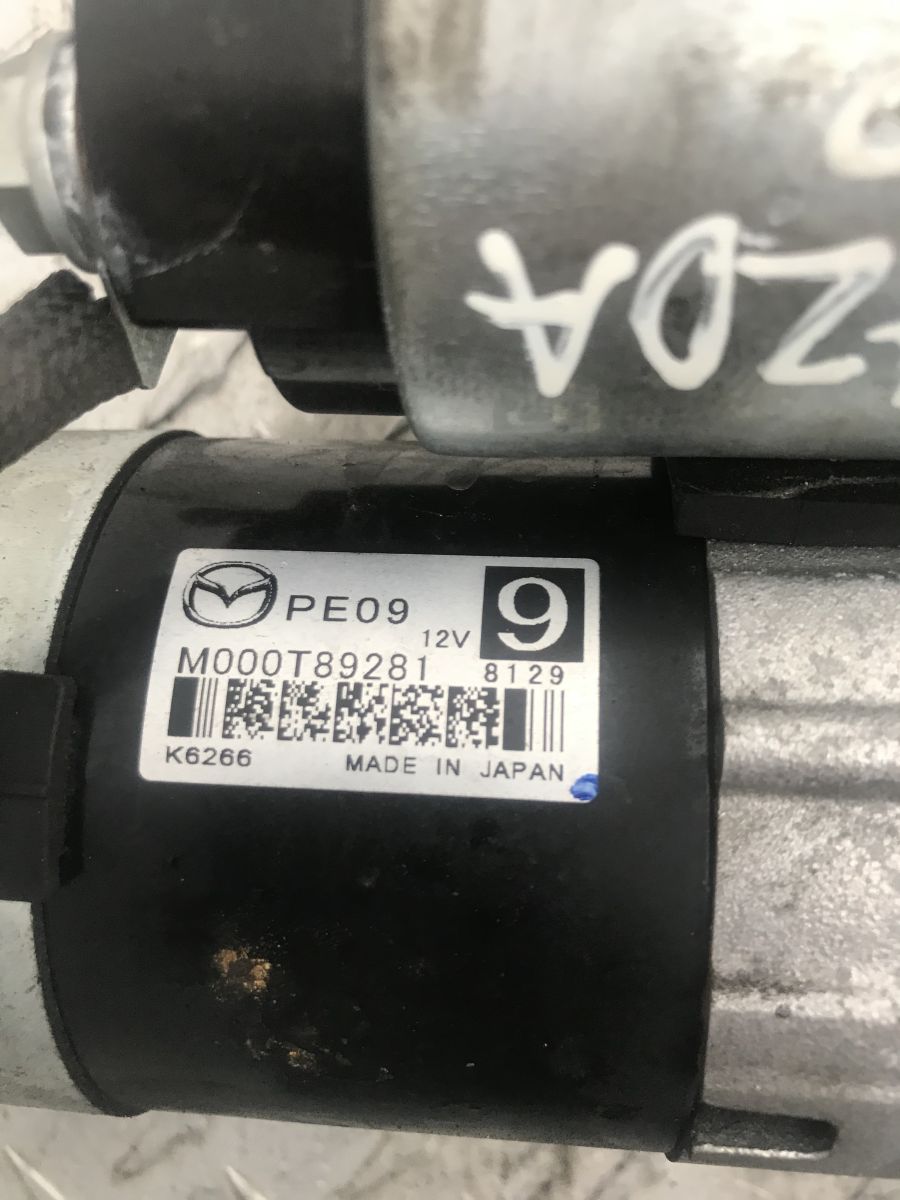 ZDA
PE09
9
12V
M000T89281
8129
K6266
MADE IN JAPAN